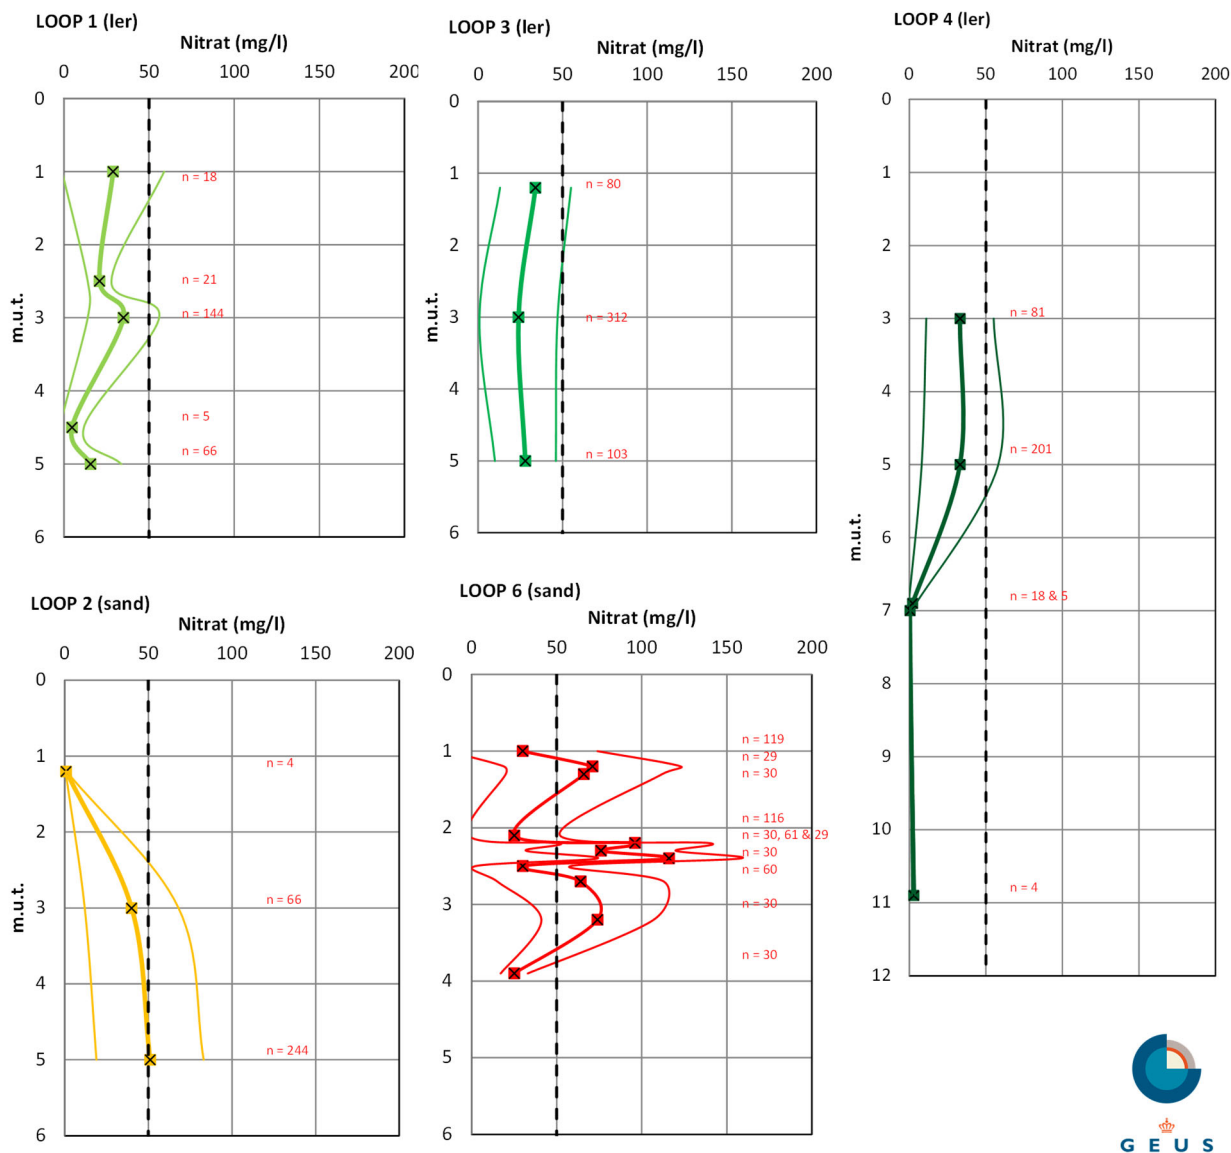 LOOP 1 (ler)
Nitrat (mg/l)
0 50 100 150 200
0
1
2
3
4
5
6
m.u.t.
n = 18
n = 21
n = 144
n = 5
n = 66
LOOP 3 (ler)
Nitrat (mg/l)
0 50 100 150 200
0
1
2
3
4
5
6
m.u.t.
n = 80
n = 312
n = 103
LOOP 4 (ler)
Nitrat (mg/l)
0 50 100 150 200
0
1
2
3
4
5
6
7
8
9
10
11
12
m.u.t.
n = 81
n = 201
n = 18 & 5
n = 4
LOOP 2 (sand)
Nitrat (mg/l)
0 50 100 150 200
0
1
2
3
4
5
6
m.u.t.
n = 4
n = 66
n = 244
LOOP 6 (sand)
Nitrat (mg/l)
0 50 100 150 200
0
1
2
3
4
5
6
m.u.t.
n = 119
n = 29
n = 30
n = 116
n = 30, 61 & 29
n = 30
n = 60
n = 30
n = 30
G E U S